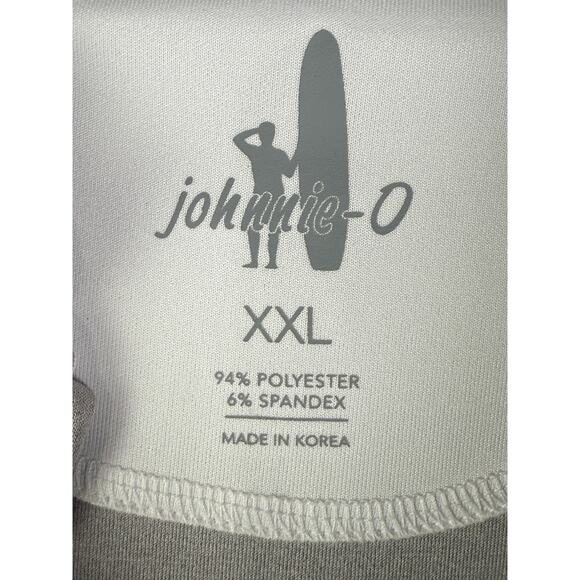 johnnie-O
XXL
94% POLYESTER
6% SPANDEX
MADE IN KOREA